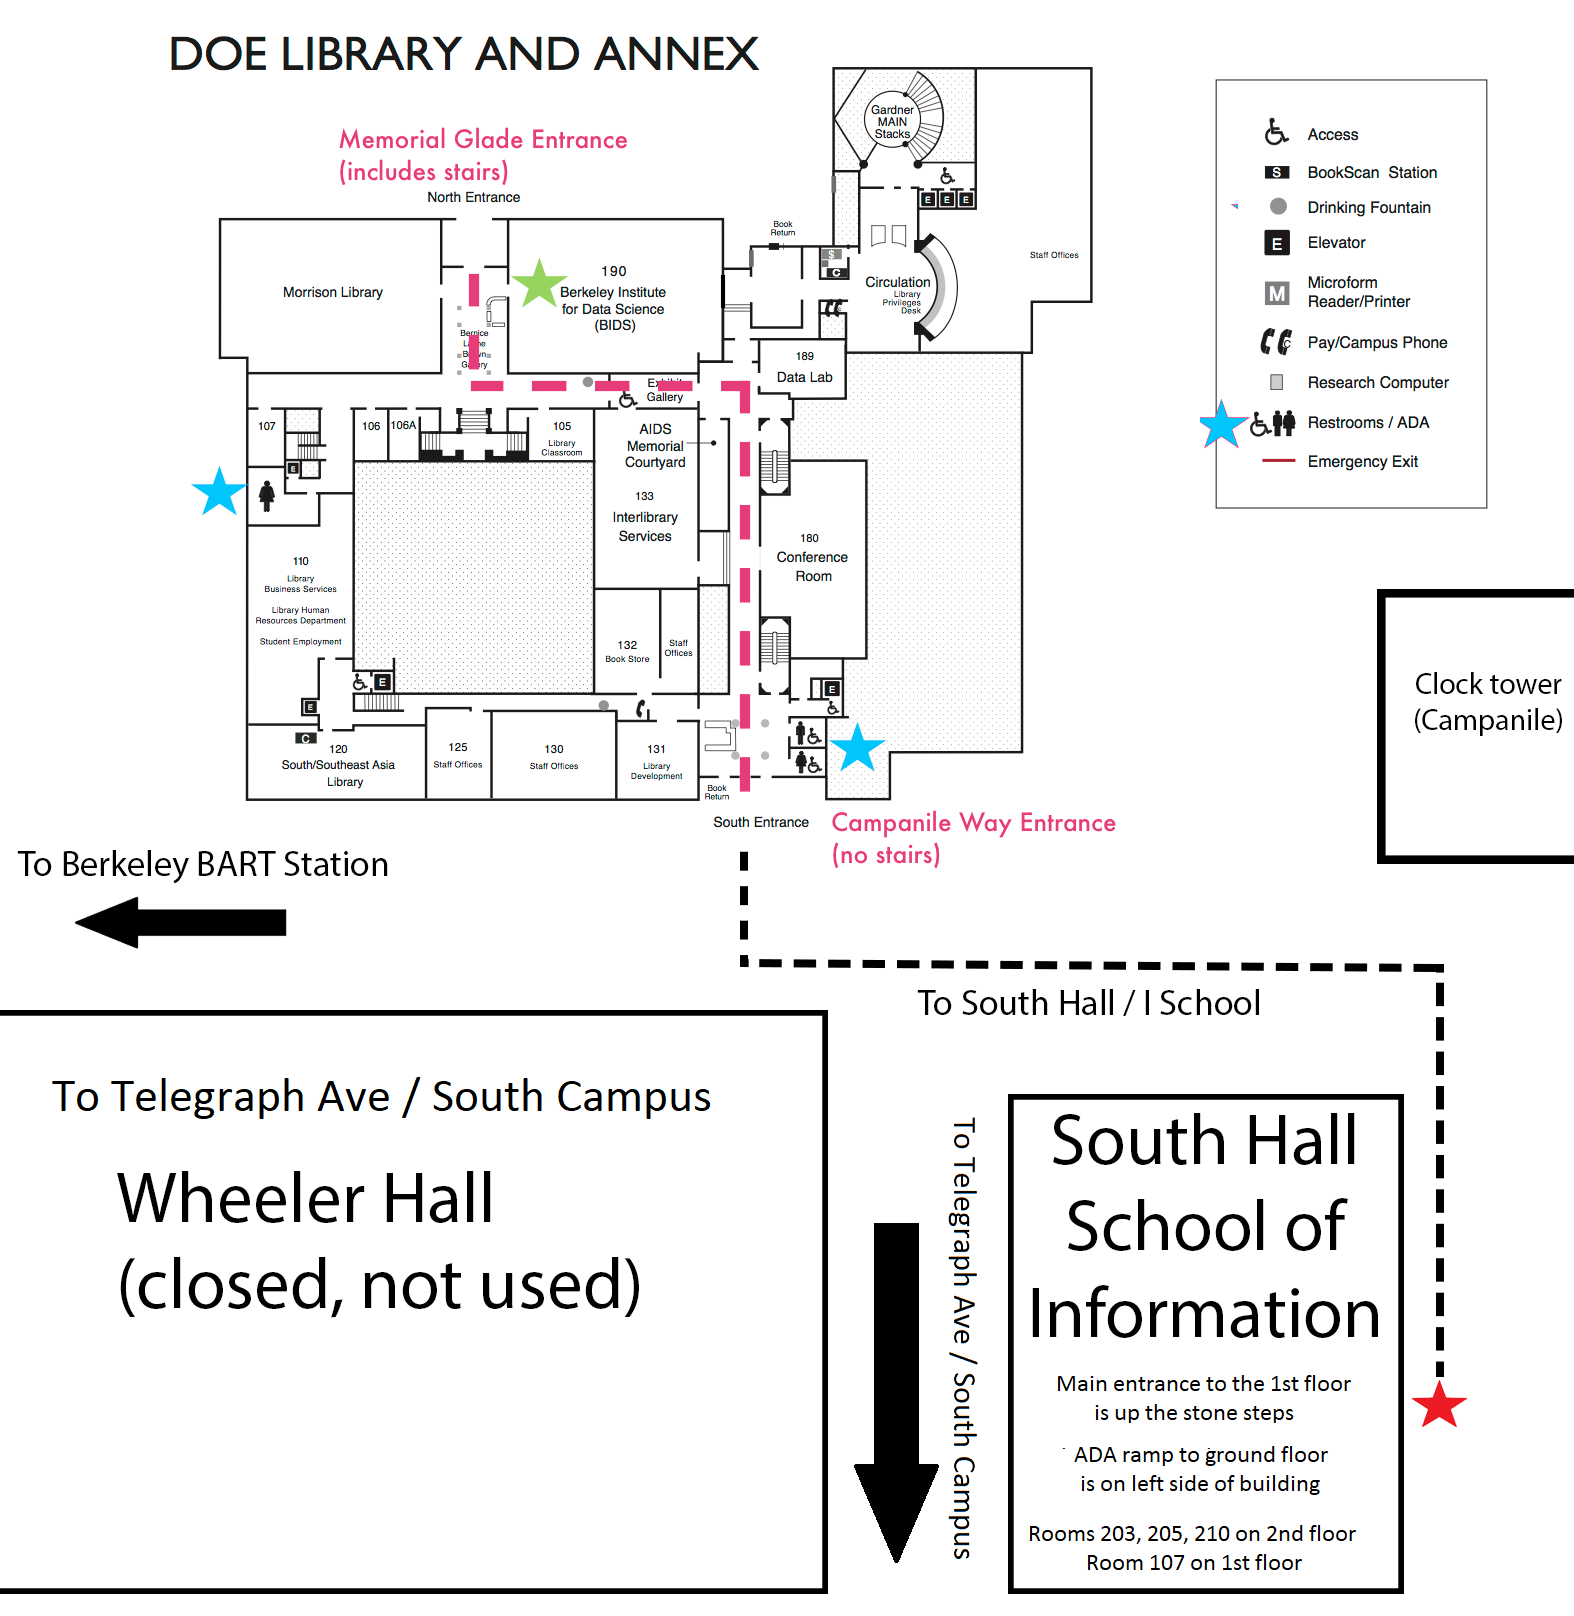 DOE LIBRARY AND ANNEX
Memorial Glade Entrance
(includes stairs)
North Entrance
Gardner
MAIN
Stacks
E E E
Staff Offices
Book
Return
S
C
Circulation
Library
Privileges
Desk
Morrison Library
190
Berkeley Institute
for Data Science
(BIDS)
Bernice
Layne
Brown
Gallery
189
Data Lab
Exhibit
Gallery
107
106
106A
105
Library
Classroom
AIDS
Memorial
Courtyard
E
133
Interlibrary
Services
180
Conference
Room
110
Library
Business Services
Library Human
Resources Department
Student Employment
132
Book Store
Staff
Offices
E
E
E
C
120
South/Southeast Asia
Library
125
Staff Offices
130
Staff Offices
131
Library
Development
Book
Return
South Entrance
Campanile Way Entrance
(no stairs)
Access
S BookScan Station
Drinking Fountain
E Elevator
M Microform
Reader/Printer
C Pay/Campus Phone
Research Computer
Restrooms / ADA
Emergency Exit
Clock tower
(Campanile)
To Berkeley BART Station
To South Hall / I School
To Telegraph Ave / South Campus
Wheeler Hall
(closed, not used)
To Telegraph Ave / South Campus
South Hall
School of
Information
Main entrance to the 1st floor
is up the stone steps
ADA ramp to ground floor
is on left side of building
Rooms 203, 205, 210 on 2nd floor
Room 107 on 1st floor